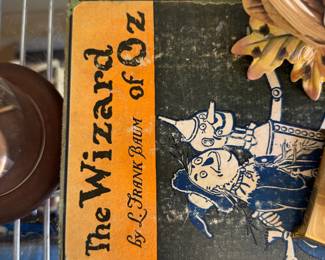 The Wizard
of Oz
by L. FRANK BAUM